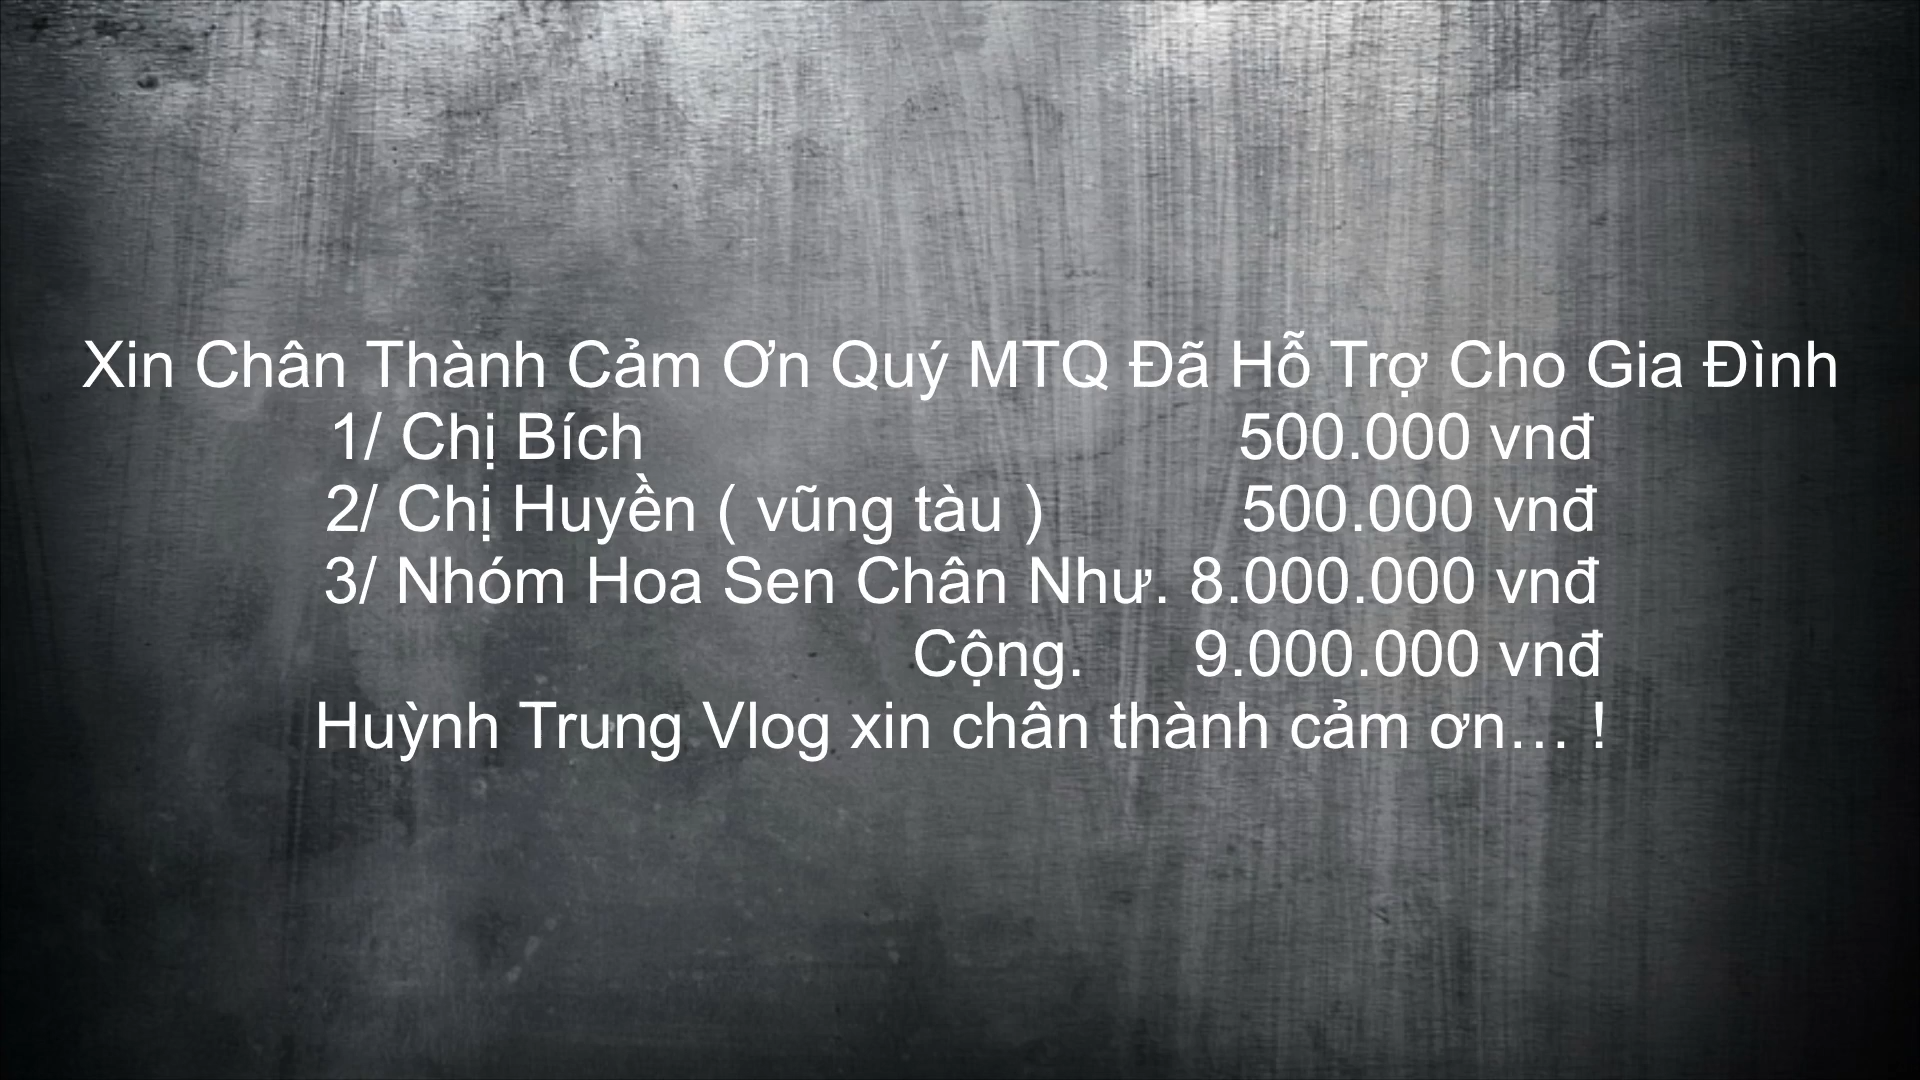 Xin Chân Thành Cảm Ơn Quý MTQ Đã Hỗ Trợ Cho Gia Đình
1/ Chị Bích 500.000 vnđ
2/ Chị Huyền ( vũng tàu ) 500.000 vnđ
3/ Nhóm Hoa Sen Chân Như. 8.000.000 vnđ
Cộng. 9.000.000 vnđ
Huỳnh Trung Vlog xin chân thành cảm ơn… !